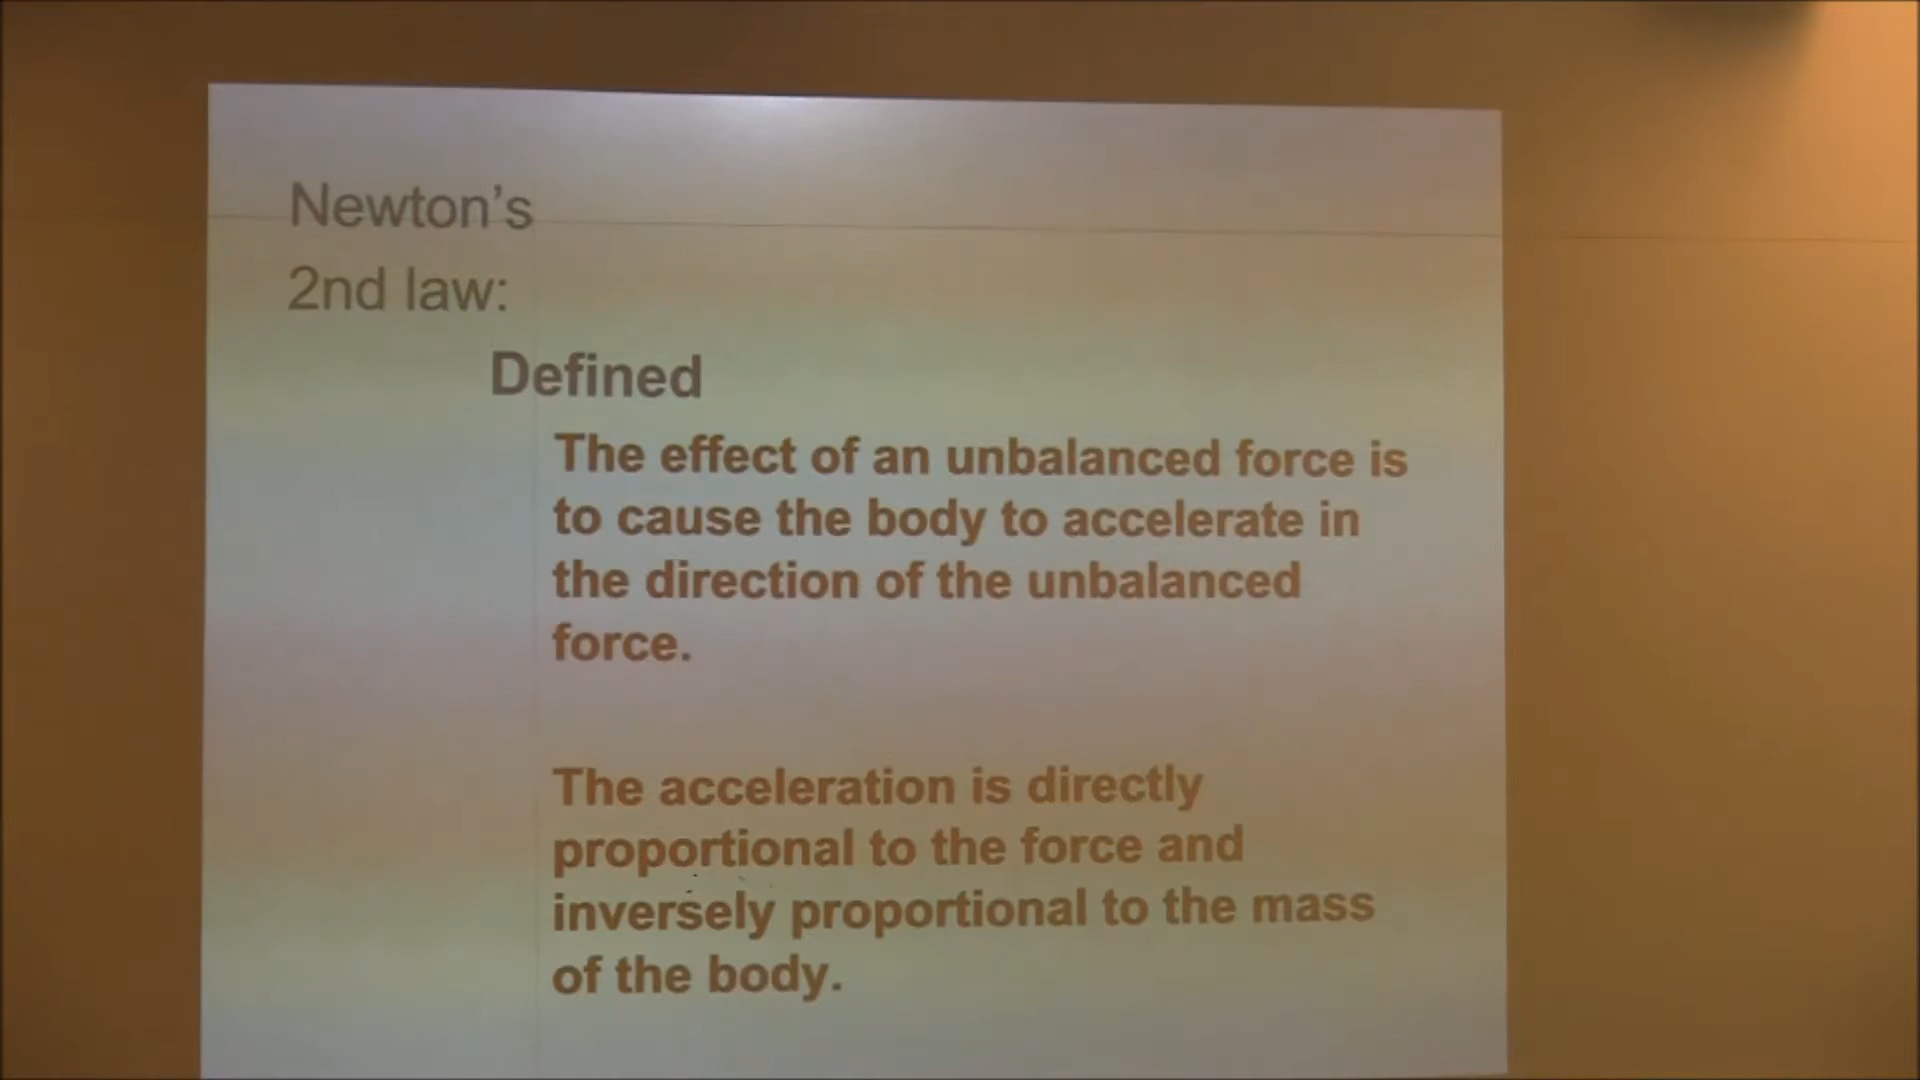 Newton's
2nd law:
Defined
The effect of an unbalanced force is
to cause the body to accelerate in
the direction of the unbalanced
force.
The acceleration is directly
proportional to the force and
inversely proportional to the mass
of the body.